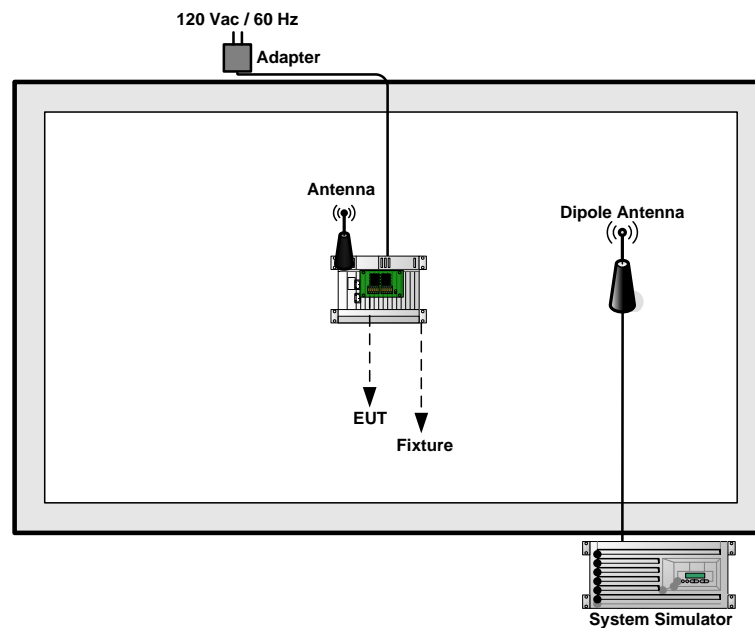 120 Vac / 60 Hz
Adapter
Antenna
Dipole Antenna
EUT
Fixture
System Simulator